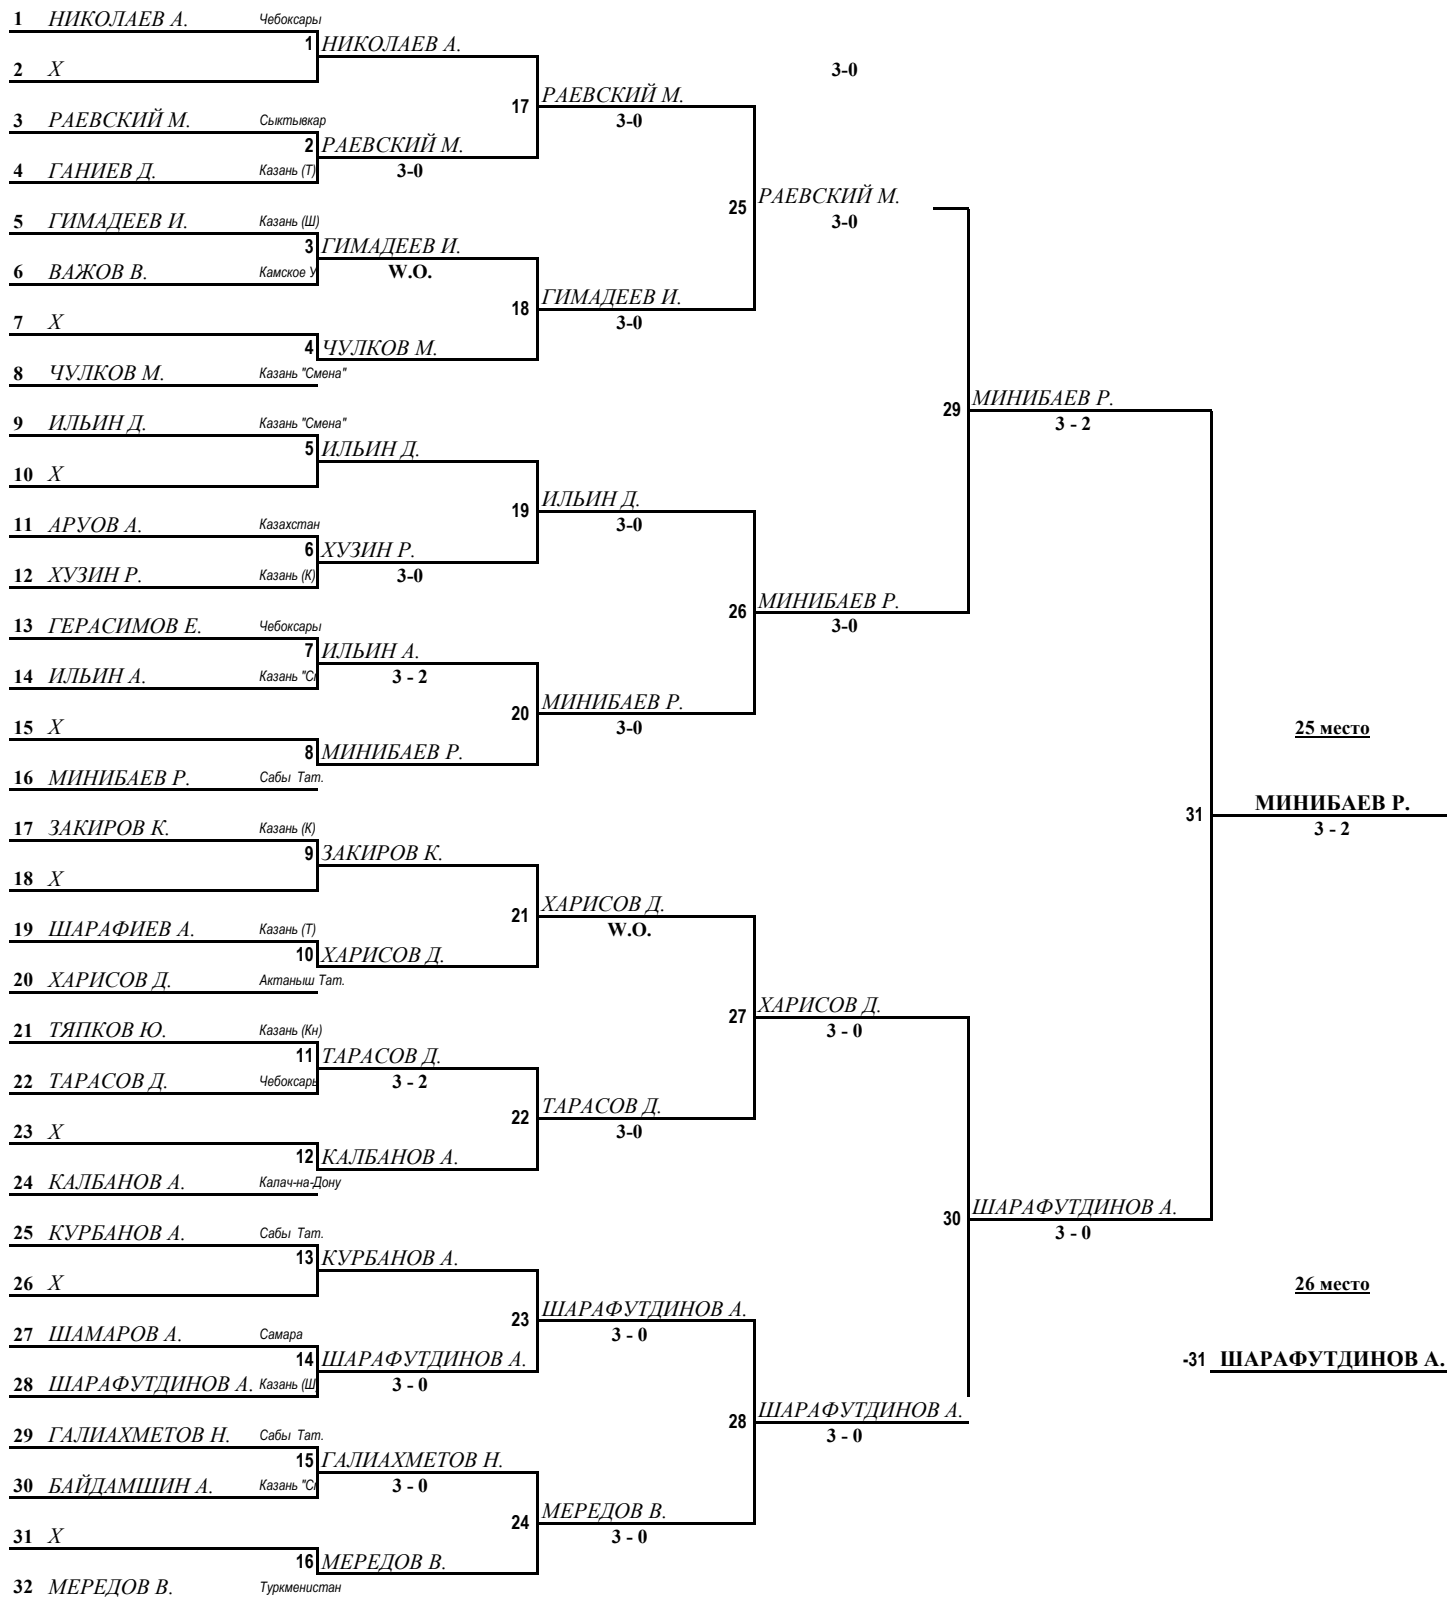 1 НИКОЛАЕВ А. Чебоксары
1 НИКОЛАЕВ А.
2 X 3-0
17 РАЕВСКИЙ М.
3 РАЕВСКИЙ М. Сыктывкар 3-0
2 РАЕВСКИЙ М.
4 ГАНИЕВ Д. Казань (Т) 3-0
25 РАЕВСКИЙ М.
5 ГИМАДЕЕВ И. Казань (Ш) 3-0
3 ГИМАДЕЕВ И.
6 ВАЖОВ В. Камское У W.O.
18 ГИМАДЕЕВ И.
7 X 3-0
4 ЧУЛКОВ М.
8 ЧУЛКОВ М. Казань "Смена"
29 МИНИБАЕВ Р.
9 ИЛЬИН Д. Казань "Смена" 3 - 2
5 ИЛЬИН Д.
10 X
19 ИЛЬИН Д.
11 АРУОВ А. Казахстан 3-0
6 ХУЗИН Р.
12 ХУЗИН Р. Казань (К) 3-0
26 МИНИБАЕВ Р.
13 ГЕРАСИМОВ Е. Чебоксары 3-0
7 ИЛЬИН А.
14 ИЛЬИН А. Казань "См 3 - 2
20 МИНИБАЕВ Р.
15 X 3-0 25 место
8 МИНИБАЕВ Р.
16 МИНИБАЕВ Р. Сабы Тат.
31 МИНИБАЕВ Р.
17 ЗАКИРОВ К. Казань (К) 3 - 2
9 ЗАКИРОВ К.
18 X
21 ХАРИСОВ Д.
19 ШАРАФИЕВ А. Казань (Т) W.O.
10 ХАРИСОВ Д.
20 ХАРИСОВ Д. Актаныш Тат.
27 ХАРИСОВ Д.
21 ТЯПКОВ Ю. Казань (Кн) 3 - 0
11 ТАРАСОВ Д.
22 ТАРАСОВ Д. Чебоксары 3 - 2
22 ТАРАСОВ Д.
23 X 3-0
12 КАЛБАНОВ А.
24 КАЛБАНОВ А. Калач-на-Дону
30 ШАРАФУТДИНОВ А.
25 КУРБАНОВ А. Сабы Тат. 3 - 0
13 КУРБАНОВ А.
26 X 26 место
23 ШАРАФУТДИНОВ А.
27 ШАМАРОВ А. Самара 3 - 0
14 ШАРАФУТДИНОВ А. -31 ШАРАФУТДИНОВ А.
28 ШАРАФУТДИНОВ А. Казань (Ш 3 - 0
28 ШАРАФУТДИНОВ А.
29 ГАЛИАХМЕТОВ Н. Сабы Тат. 3 - 0
15 ГАЛИАХМЕТОВ Н.
30 БАЙДАМШИН А. Казань "См 3 - 0
24 МЕРЕДОВ В.
31 X 3 - 0
16 МЕРЕДОВ В.
32 МЕРЕДОВ В. Туркменистан